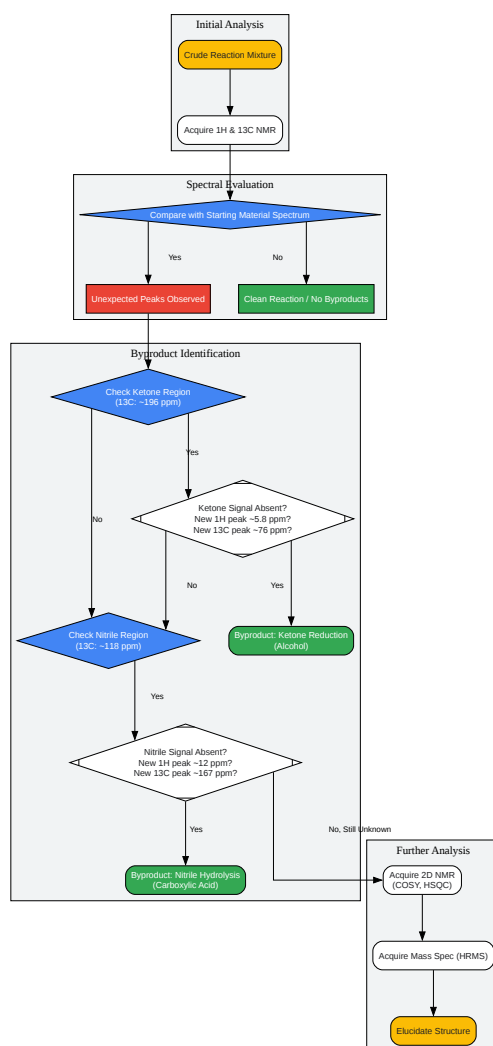 Initial Analysis
Crude Reaction Mixture
Acquire 1H & 13C NMR
Spectral Evaluation
Compare with Starting Material Spectrum
Yes
No
Unexpected Peaks Observed
Clean Reaction / No Byproducts
Byproduct Identification
Check Ketone Region
(13C: ~196 ppm)
Yes
No
Ketone Signal Absent?
New 1H peak ~5.8 ppm?
New 13C peak ~76 ppm?
No
Yes
Check Nitrile Region
(13C: ~118 ppm)
Byproduct: Ketone Reduction
(Alcohol)
Yes
Nitrile Signal Absent?
New 1H peak ~12 ppm?
New 13C peak ~167 ppm?
Yes
No, Still Unknown
Byproduct: Nitrile Hydrolysis
(Carboxylic Acid)
Further Analysis
Acquire 2D NMR
(COSY, HSQC)
Acquire Mass Spec (HRMS)
Elucidate Structure